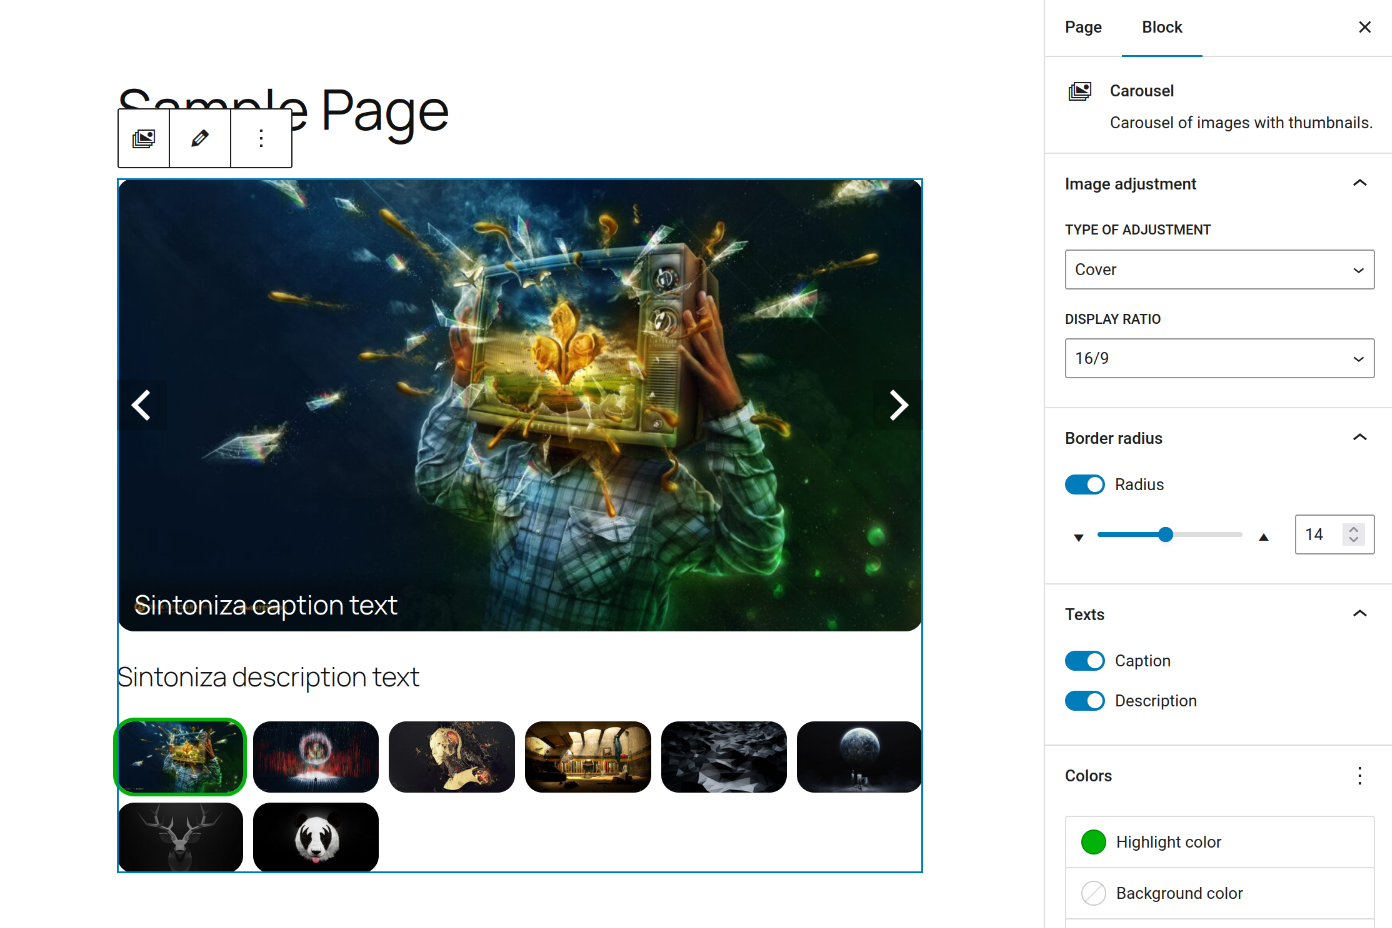 Sample Page
Sintoniza caption text
Sintoniza description text
Page
Block
Carousel
Carousel of images with thumbnails.
Image adjustment
TYPE OF ADJUSTMENT
Cover
DISPLAY RATIO
16/9
Border radius
Radius
14
Texts
Caption
Description
Colors
Highlight color
Background color